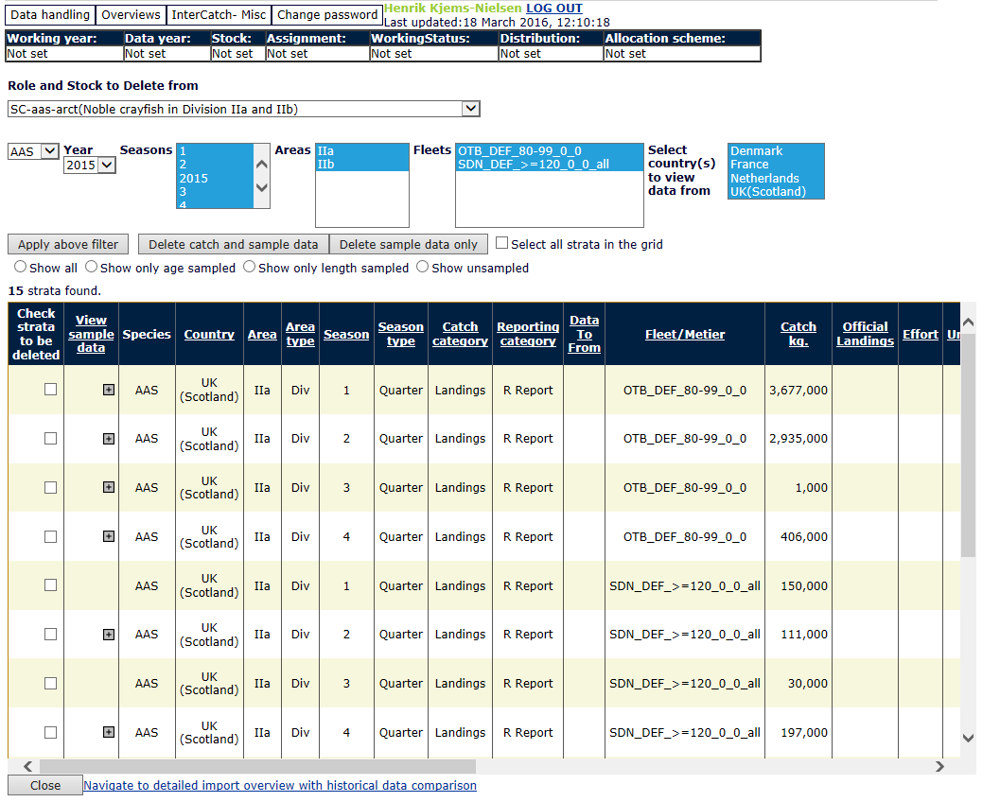 Data handling Overviews InterCatch- Misc Change password Henrik Kjems-Nielsen LOG OUT
Last updated:18 March 2016, 12:10:18
Working year: Data year: Stock: Assignment: WorkingStatus: Distribution: Allocation scheme:
Not set Not set Not set Not set Not set Not set Not set
Role and Stock to Delete from
SC-aas-arct(Noble crayfish in Division IIa and IIb)
AAS Year Seasons 1 Areas IIa Fleets OTB_DEF_80-99_0_0 Select Denmark
2015 2 IIb SDN_DEF_>=120_0_0_all country(s) France
2015 to view Netherlands
3 data from UK(Scotland)
4
Apply above filter Delete catch and sample data Delete sample data only Select all strata in the grid
Show all Show only age sampled Show only length sampled Show unsampled
15 strata found.
Check strata to be deleted View sample data Species Country Area Area type Season Season type Catch category Reporting category Data To From Fleet/Metier Catch kg. Official Landings Effort
AAS UK (Scotland) IIa Div 1 Quarter Landings R Report OTB_DEF_80-99_0_0 3,677,000
AAS UK (Scotland) IIa Div 2 Quarter Landings R Report OTB_DEF_80-99_0_0 2,935,000
AAS UK (Scotland) IIa Div 3 Quarter Landings R Report OTB_DEF_80-99_0_0 1,000
AAS UK (Scotland) IIa Div 4 Quarter Landings R Report OTB_DEF_80-99_0_0 406,000
AAS UK (Scotland) IIa Div 1 Quarter Landings R Report SDN_DEF_>=120_0_0_all 150,000
AAS UK (Scotland) IIa Div 2 Quarter Landings R Report SDN_DEF_>=120_0_0_all 111,000
AAS UK (Scotland) IIa Div 3 Quarter Landings R Report SDN_DEF_>=120_0_0_all 30,000
AAS UK (Scotland) IIa Div 4 Quarter Landings R Report SDN_DEF_>=120_0_0_all 197,000
Close Navigate to detailed import overview with historical data comparison